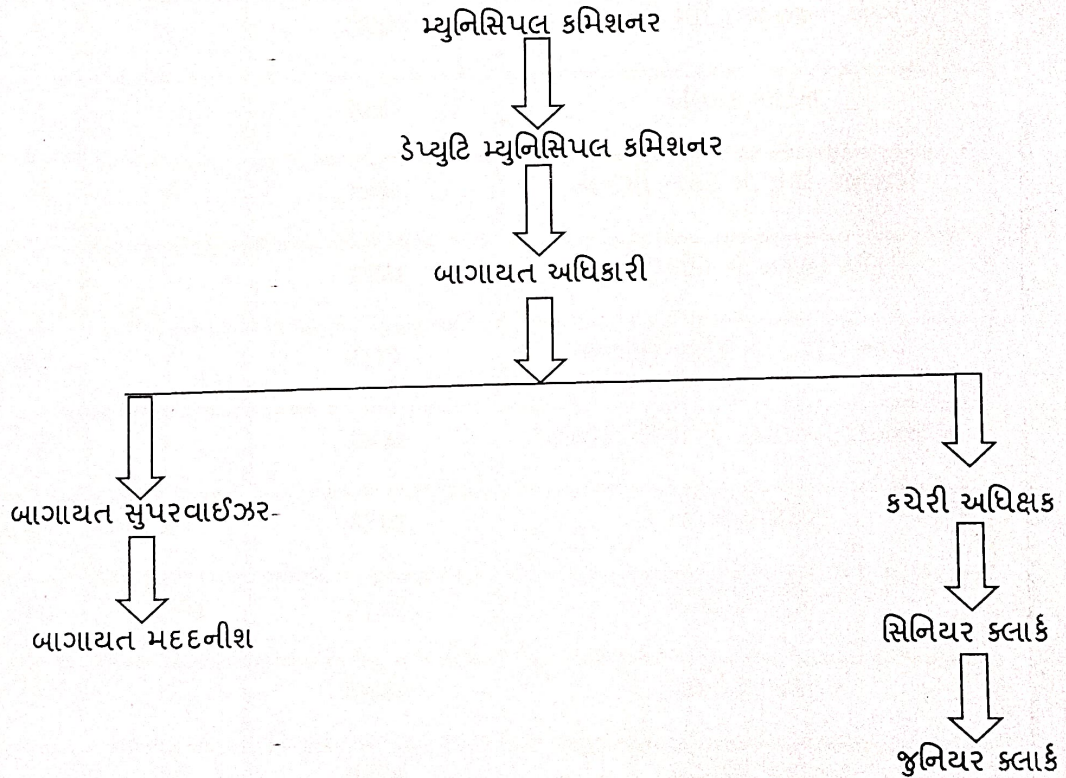 મ્યુનિસિપલ કમિશનર
ડેપ્યુટિ મ્યુનિસિપલ કમિશનર
બાગાયત અધિકારી
બાગાયત સુપરવાઈઝર-
કચેરી અધિક્ષક
બાગાયત મદદનીશ
સિનિયર ક્લાર્ક
જુનિયર ક્લાર્ક